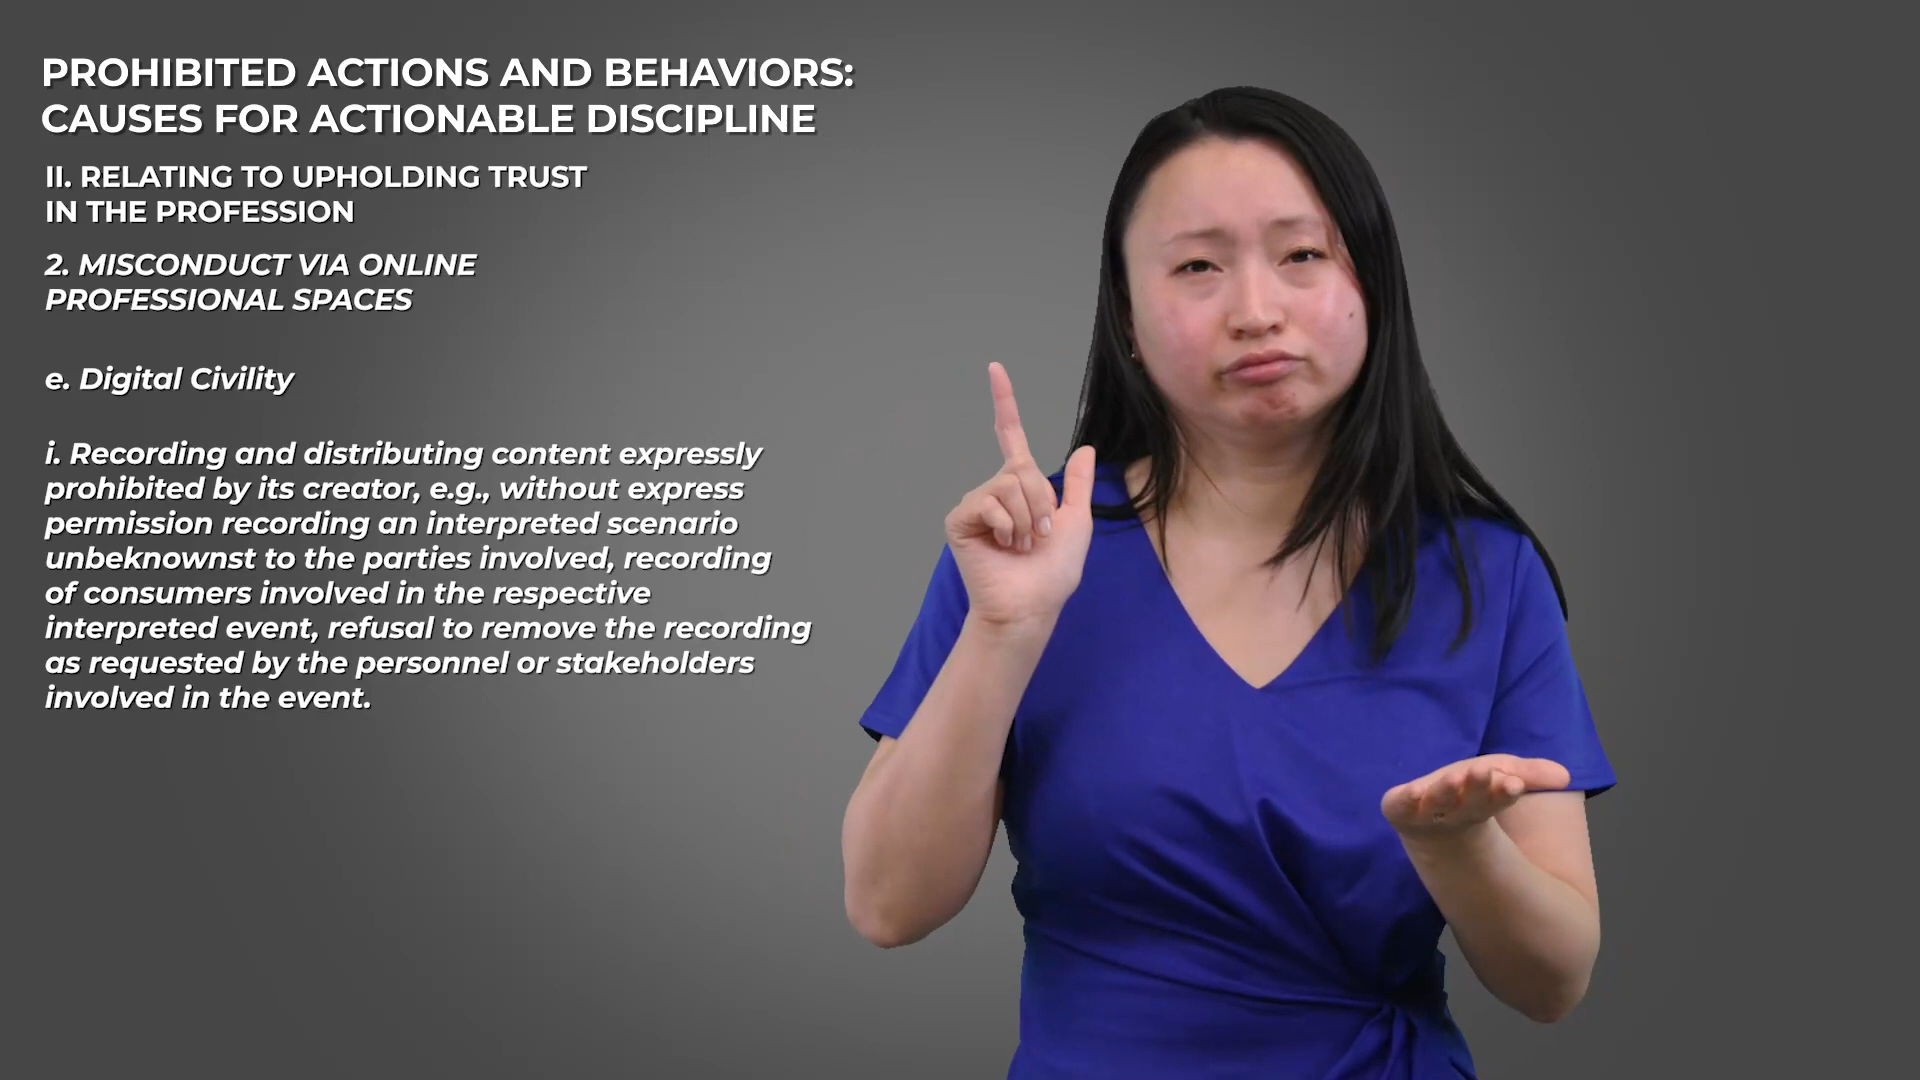 PROHIBITED ACTIONS AND BEHAVIORS:
CAUSES FOR ACTIONABLE DISCIPLINE
II. RELATING TO UPHOLDING TRUST
IN THE PROFESSION
2. MISCONDUCT VIA ONLINE
PROFESSIONAL SPACES
e. Digital Civility
i. Recording and distributing content expressly
prohibited by its creator, e.g., without express
permission recording an interpreted scenario
unbeknownst to the parties involved, recording
of consumers involved in the respective
interpreted event, refusal to remove the recording
as requested by the personnel or stakeholders
involved in the event.